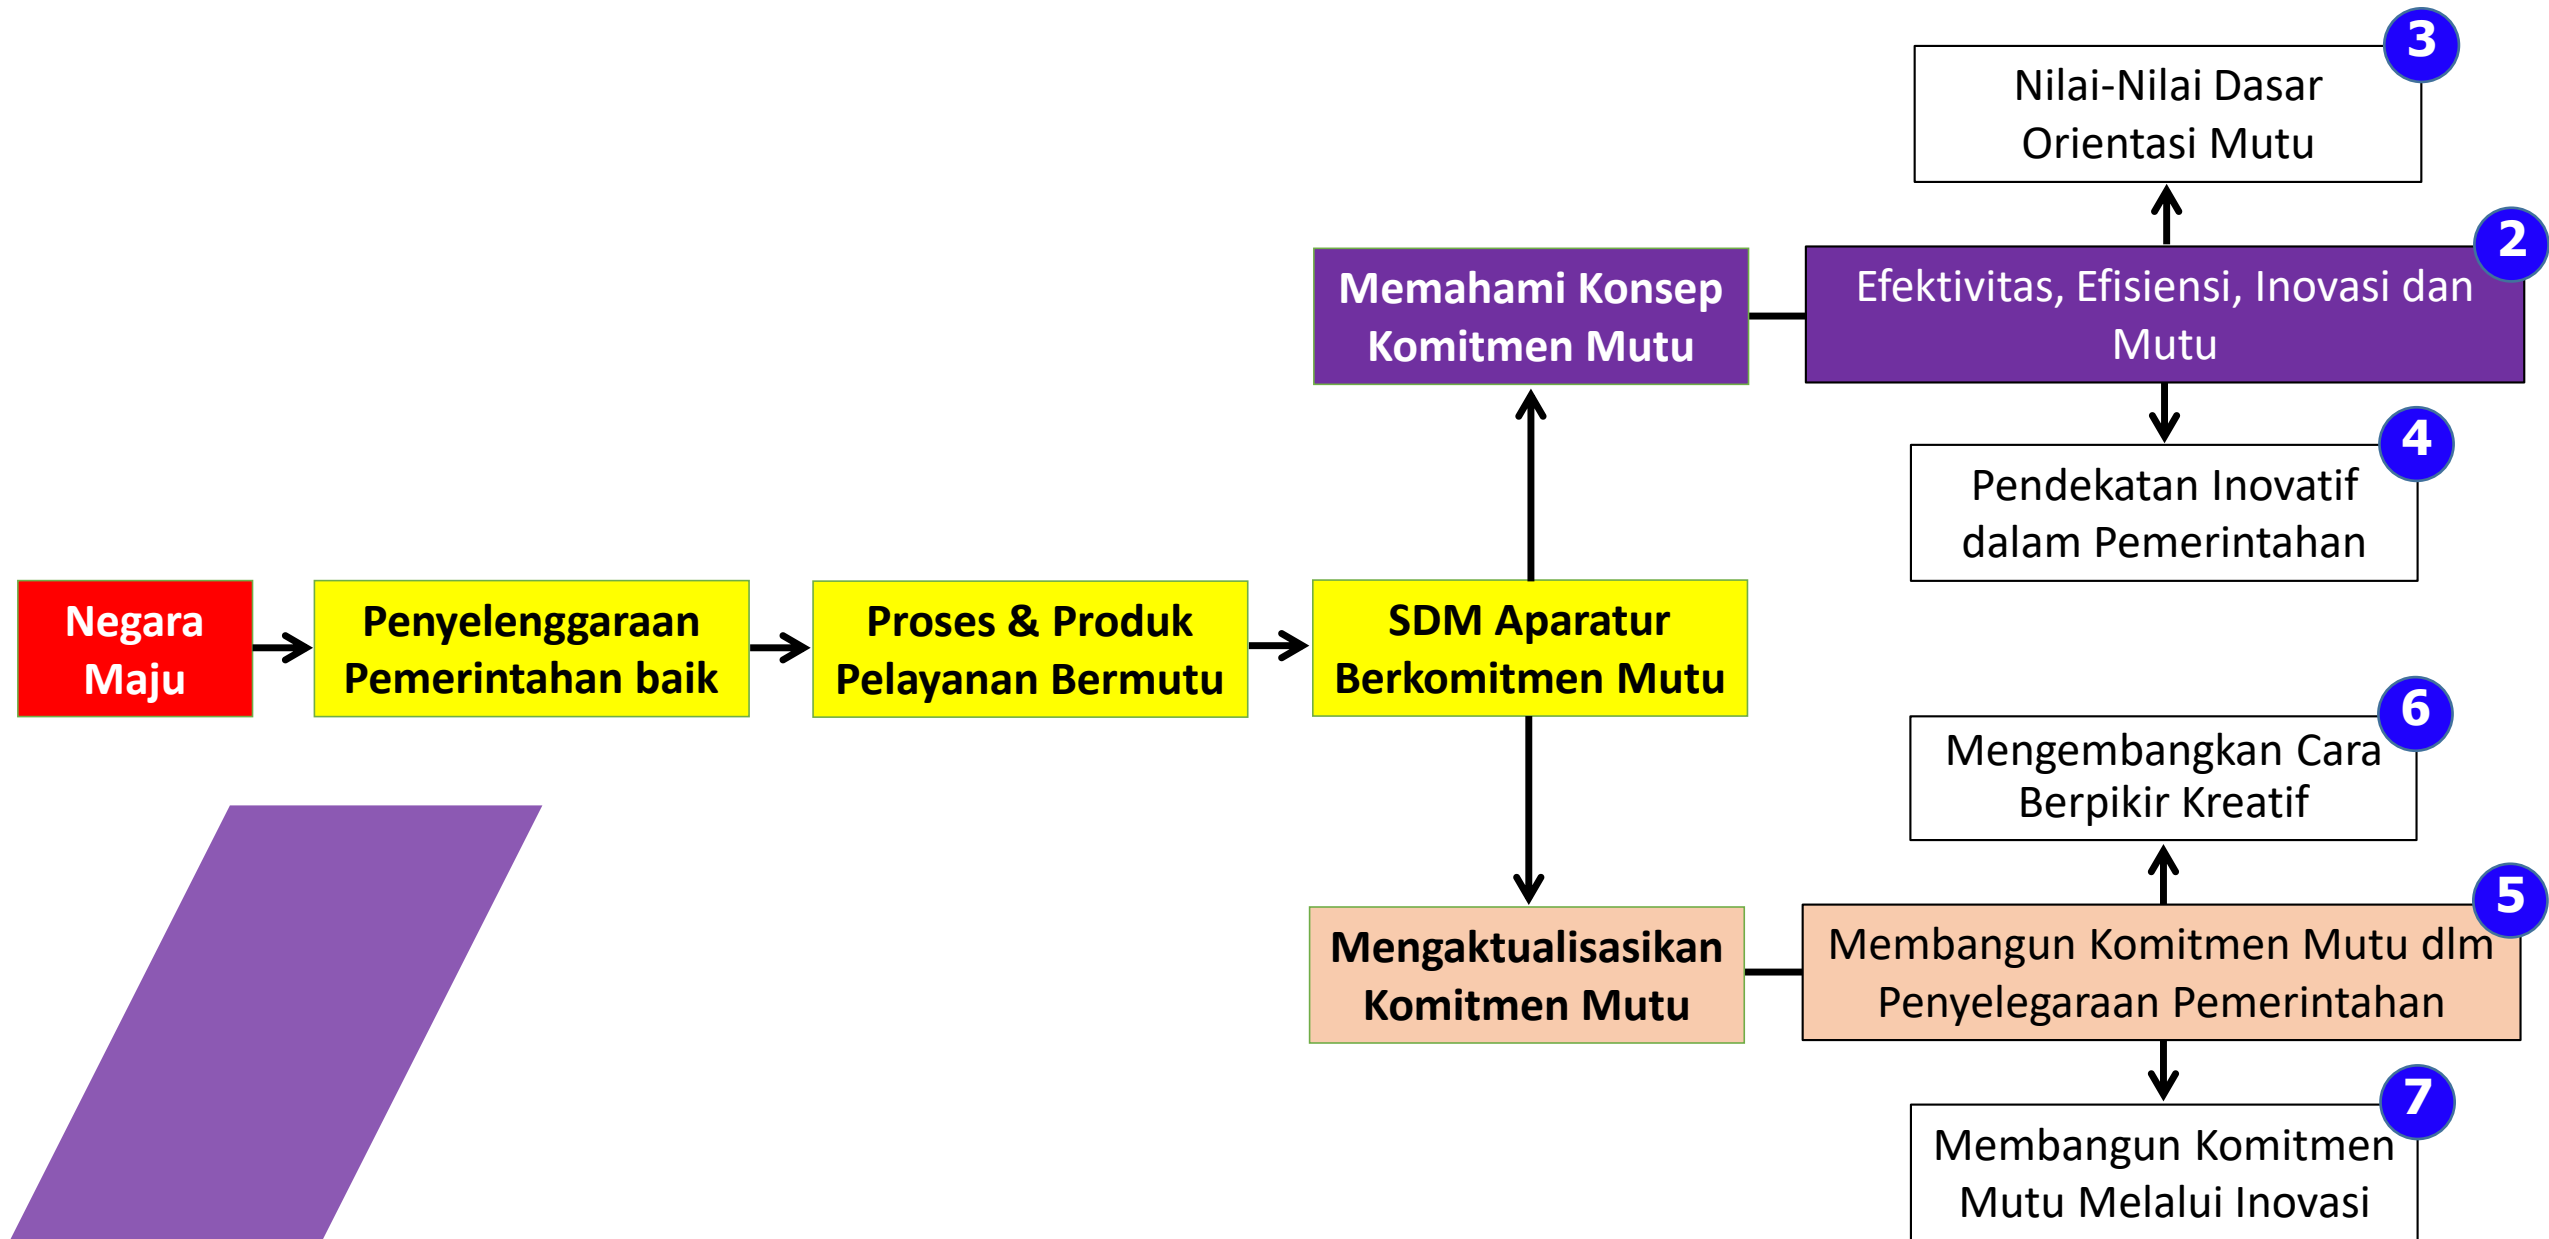 3
Nilai-Nilai Dasar
Orientasi Mutu
2
Memahami Konsep
Komitmen Mutu
Efektivitas, Efisiensi, Inovasi dan
Mutu
4
Pendekatan Inovatif
dalam Pemerintahan
Negara
Maju
Penyelenggaraan
Pemerintahan baik
Proses & Produk
Pelayanan Bermutu
SDM Aparatur
Berkomitmen Mutu
6
Mengembangkan Cara
Berpikir Kreatif
5
Mengaktualisasikan
Komitmen Mutu
Membangun Komitmen Mutu dlm
Penyelegaraan Pemerintahan
7
Membangun Komitmen
Mutu Melalui Inovasi